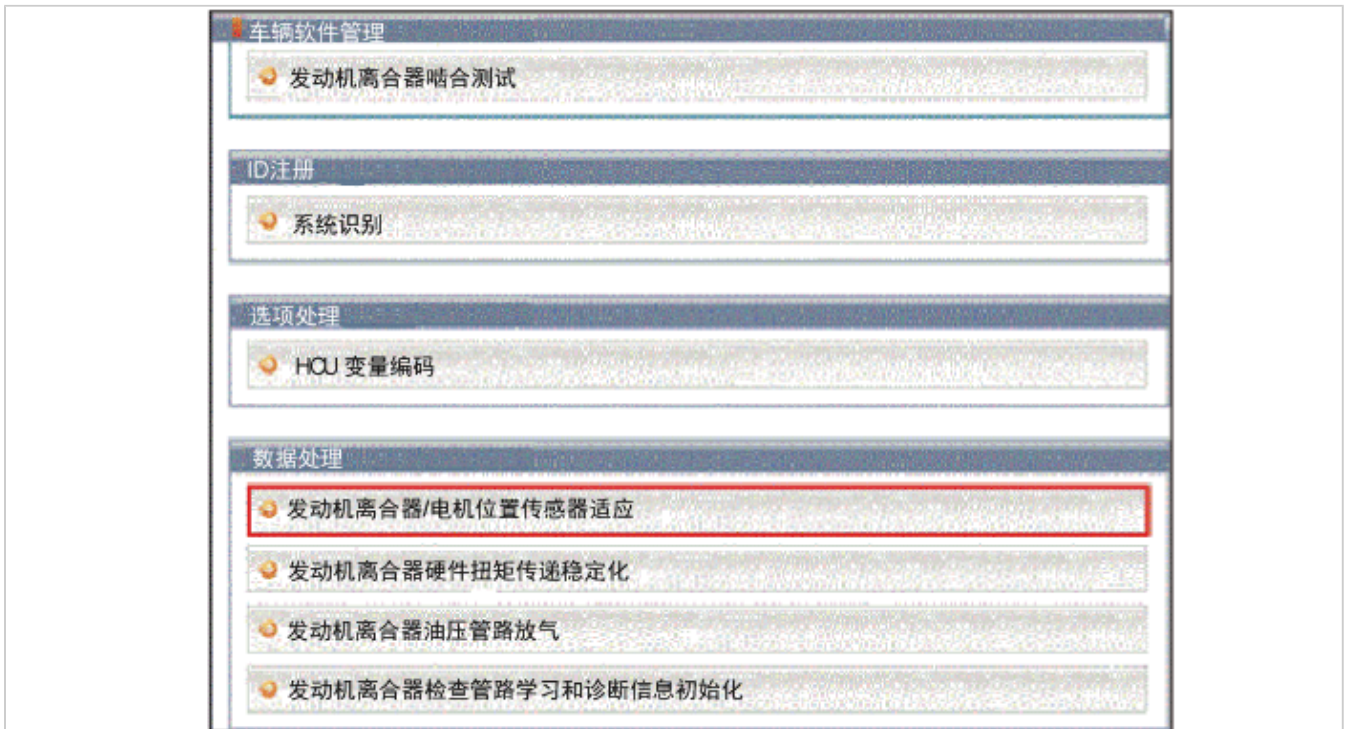 车辆软件管理
发动机离合器啮合测试
ID注册
系统识别
选项处理
HCU 变量编码
数据处理
发动机离合器/电机位置传感器适应
发动机离合器硬件扭矩传递稳定化
发动机离合器油压管路放气
发动机离合器检查管路学习和诊断信息初始化